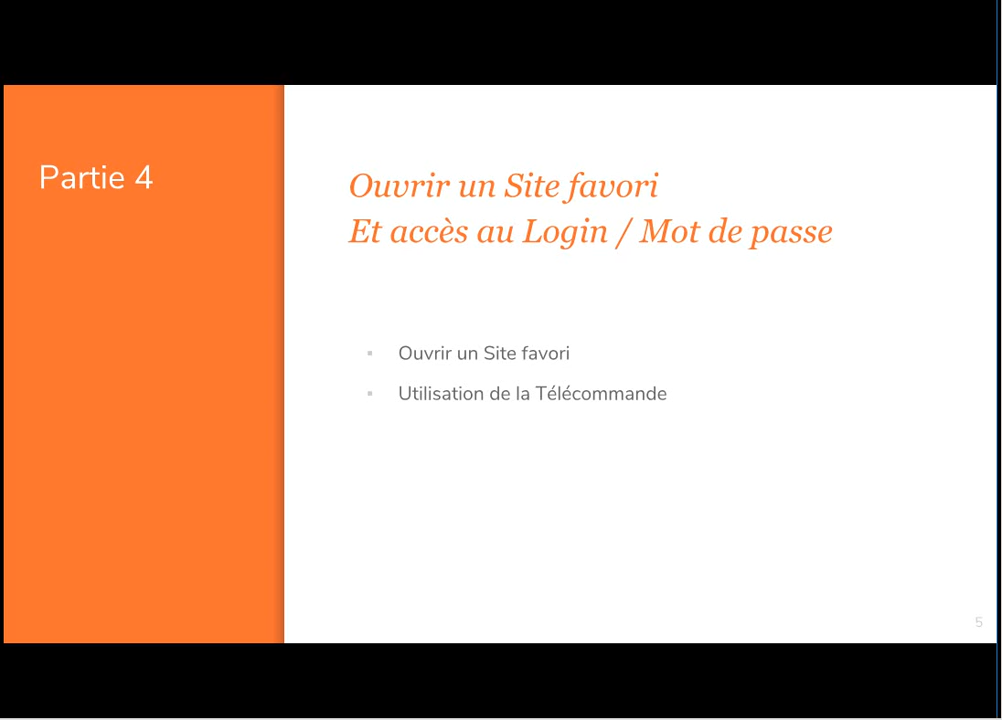 Partie 4
Ouvrir un Site favori
Et accès au Login / Mot de passe
▪ Ouvrir un Site favori
▪ Utilisation de la Télécommande
5